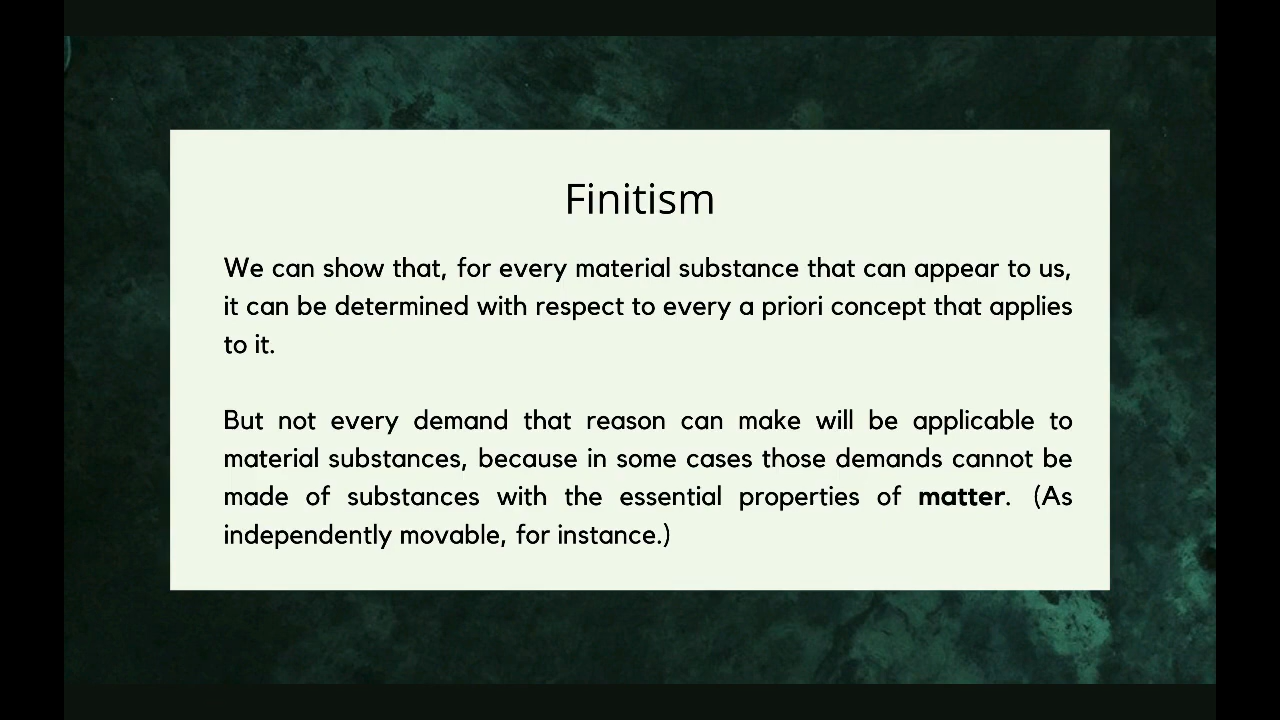 Finitism
We can show that, for every material substance that can appear to us,
it can be determined with respect to every a priori concept that applies
to it.
But not every demand that reason can make will be applicable to
material substances, because in some cases those demands cannot be
made of substances with the essential properties of matter. (As
independently movable, for instance.)